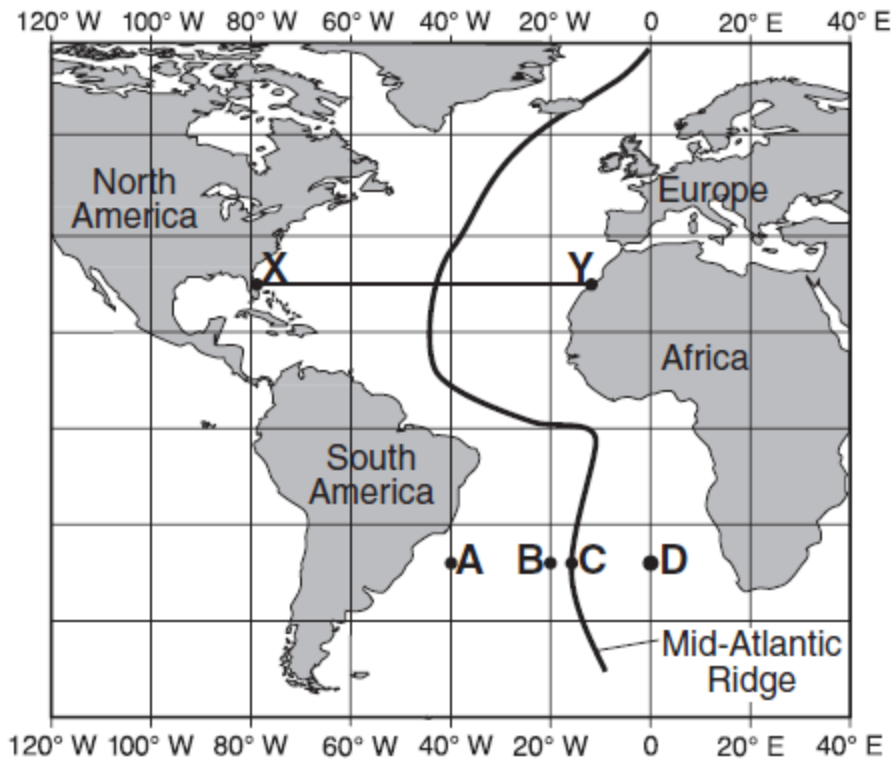 120° W 100° W 80° W 60° W 40° W 20° W 0 20° E 40° E
North
America
Europe
X
Y
Africa
South
America
A
B
C
D
Mid-Atlantic
Ridge
120° W 100° W 80° W 60° W 40° W 20° W 0 20° E 40° E